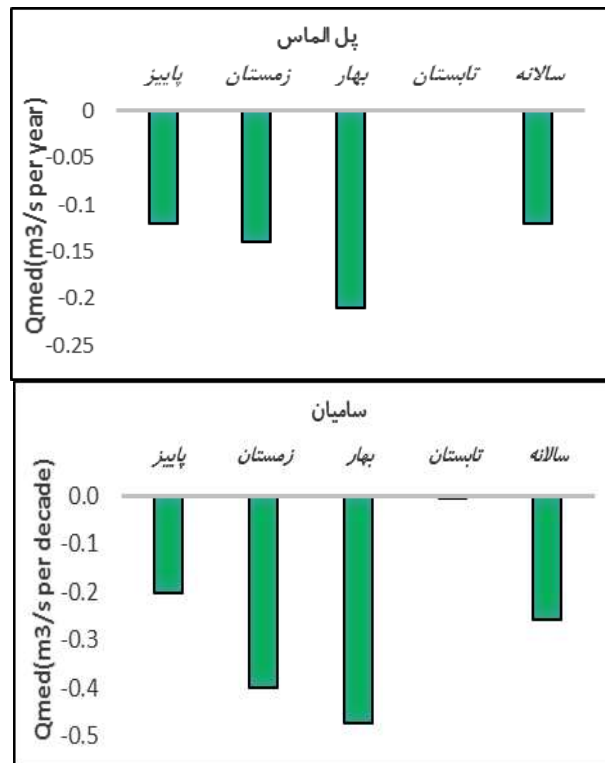 پل الماس
پاییز زمستان بهار تابستان سالانه
0
-0.05
-0.1
-0.15
-0.2
-0.25
Qmed(m3/s per year)
سامیان
پاییز زمستان بهار تابستان سالانه
0.0
-0.1
-0.2
-0.3
-0.4
-0.5
Qmed(m3/s per decade)